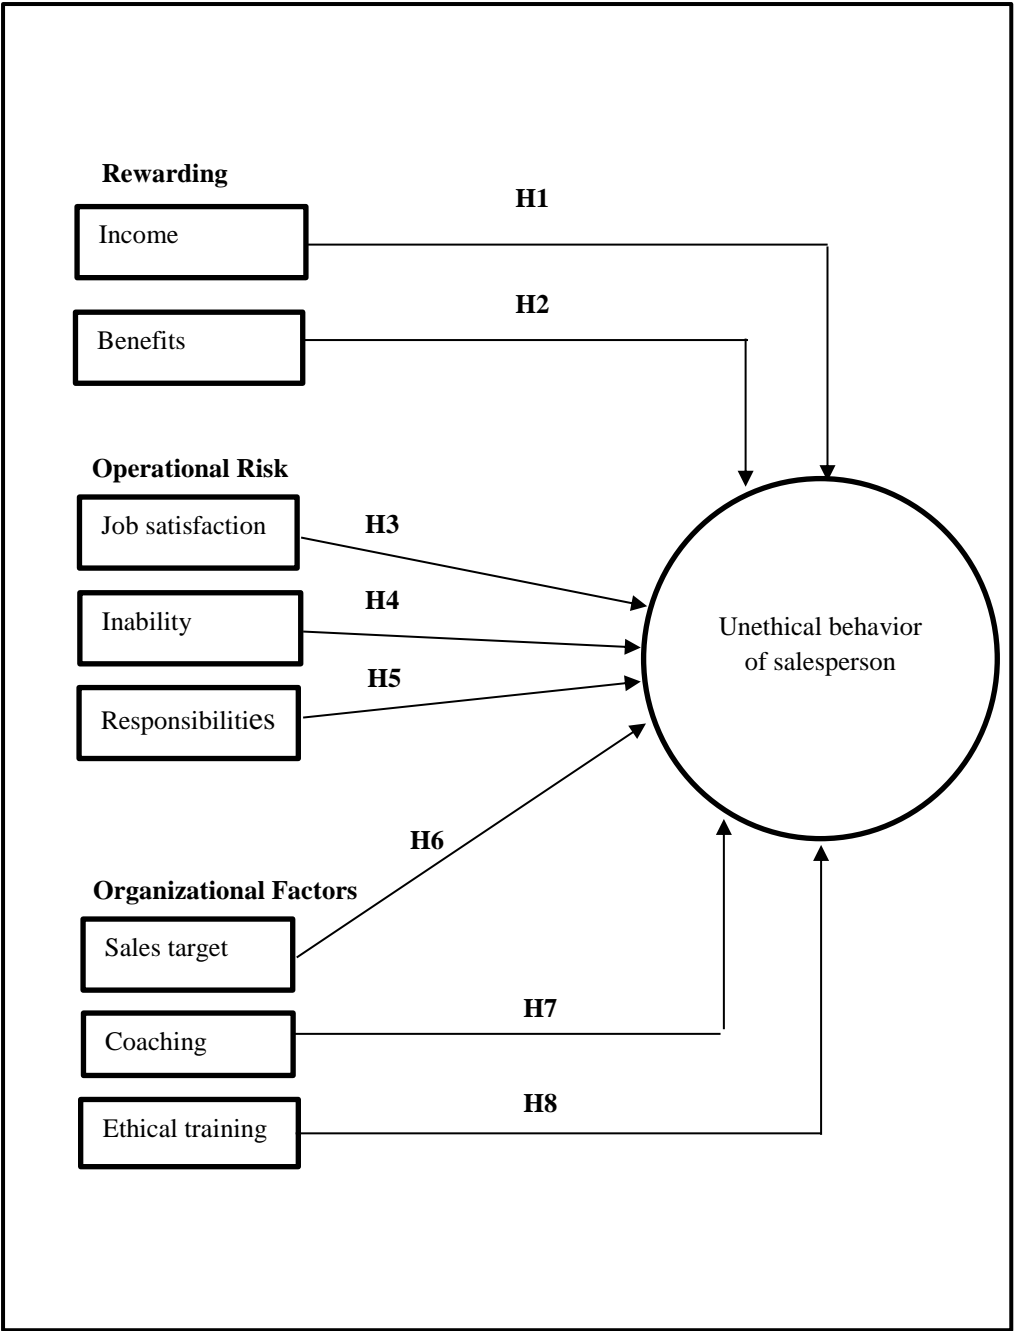 Rewarding
H1
Income
H2
Benefits
Operational Risk
Job satisfaction
H3
H4
Inability
H5
Responsibilities
Unethical behavior
of salesperson
H6
Organizational Factors
Sales target
H7
Coaching
H8
Ethical training